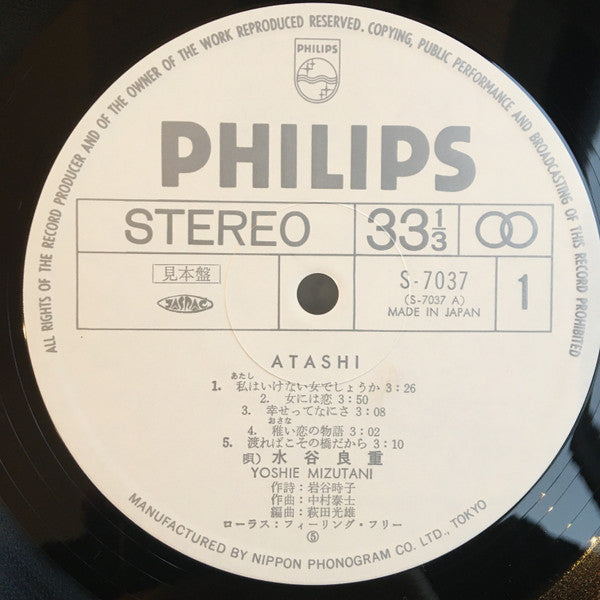 ALL RIGHTS OF THE RECORD PRODUCER AND OF THE OWNER OF THE WORK REPRODUCED RESERVED. COPYING, PUBLIC PERFORMANCE AND BROADCASTING OF THIS RECORD PROHIBITED
PHILIPS
PHILIPS
STEREO 33 1/3
見本盤 S-7037 1
JASRAC (S-7037 A)
MADE IN JAPAN
ATASHI
あたし
1. 私はいけない女でしょうか 3:26
2. 女には恋 3:50
3. 幸せってなにさ 3:08
おさな
4. 稚い恋の物語 3:02
5. 渡ればこその橋だから 3:10
唄) 水谷良重
YOSHIE MIZUTANI
作詩:岩谷時子
作曲:中村泰士
編曲:萩田光雄
コーラス:フィーリング・フリー
⑤
MANUFACTURED BY NIPPON PHONOGRAM CO. LTD., TOKYO